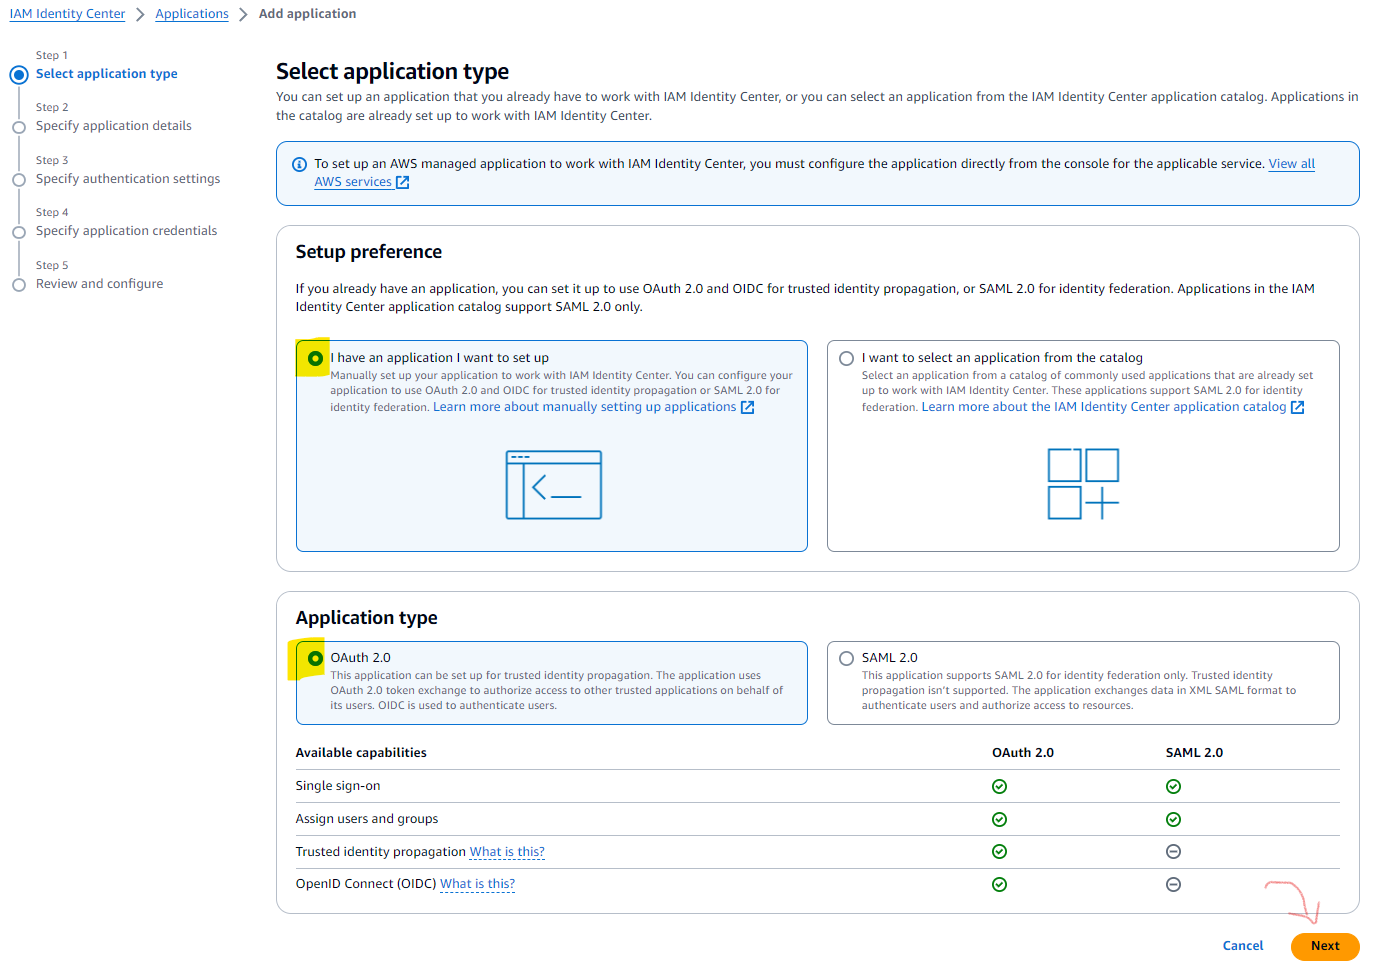 IAM Identity Center > Applications > Add application
Step 1
Select application type
Step 2
Specify application details
Step 3
Specify authentication settings
Step 4
Specify application credentials
Step 5
Review and configure
Select application type
You can set up an application that you already have to work with IAM Identity Center, or you can select an application from the IAM Identity Center application catalog. Applications in
the catalog are already set up to work with IAM Identity Center.
To set up an AWS managed application to work with IAM Identity Center, you must configure the application directly from the console for the applicable service. View all
AWS services
Setup preference
If you already have an application, you can set it up to use OAuth 2.0 and OIDC for trusted identity propagation, or SAML 2.0 for identity federation. Applications in the IAM
Identity Center application catalog support SAML 2.0 only.
I have an application I want to set up
Manually set up your application to work with IAM Identity Center. You can configure your
application to use OAuth 2.0 and OIDC for trusted identity propagation or SAML 2.0 for
identity federation. Learn more about manually setting up applications
I want to select an application from the catalog
Select an application from a catalog of commonly used applications that are already set
up to work with IAM Identity Center. These applications support SAML 2.0 for identity
federation. Learn more about the IAM Identity Center application catalog
Application type
OAuth 2.0
This application can be set up for trusted identity propagation. The application uses
OAuth 2.0 token exchange to authorize access to other trusted applications on behalf of
its users. OIDC is used to authenticate users.
SAML 2.0
This application supports SAML 2.0 for identity federation only. Trusted identity
propagation isn't supported. The application exchanges data in XML SAML format to
authenticate users and authorize access to resources.
Available capabilities OAuth 2.0 SAML 2.0
Single sign-on
Assign users and groups
Trusted identity propagation What is this?
OpenID Connect (OIDC) What is this?
Cancel Next